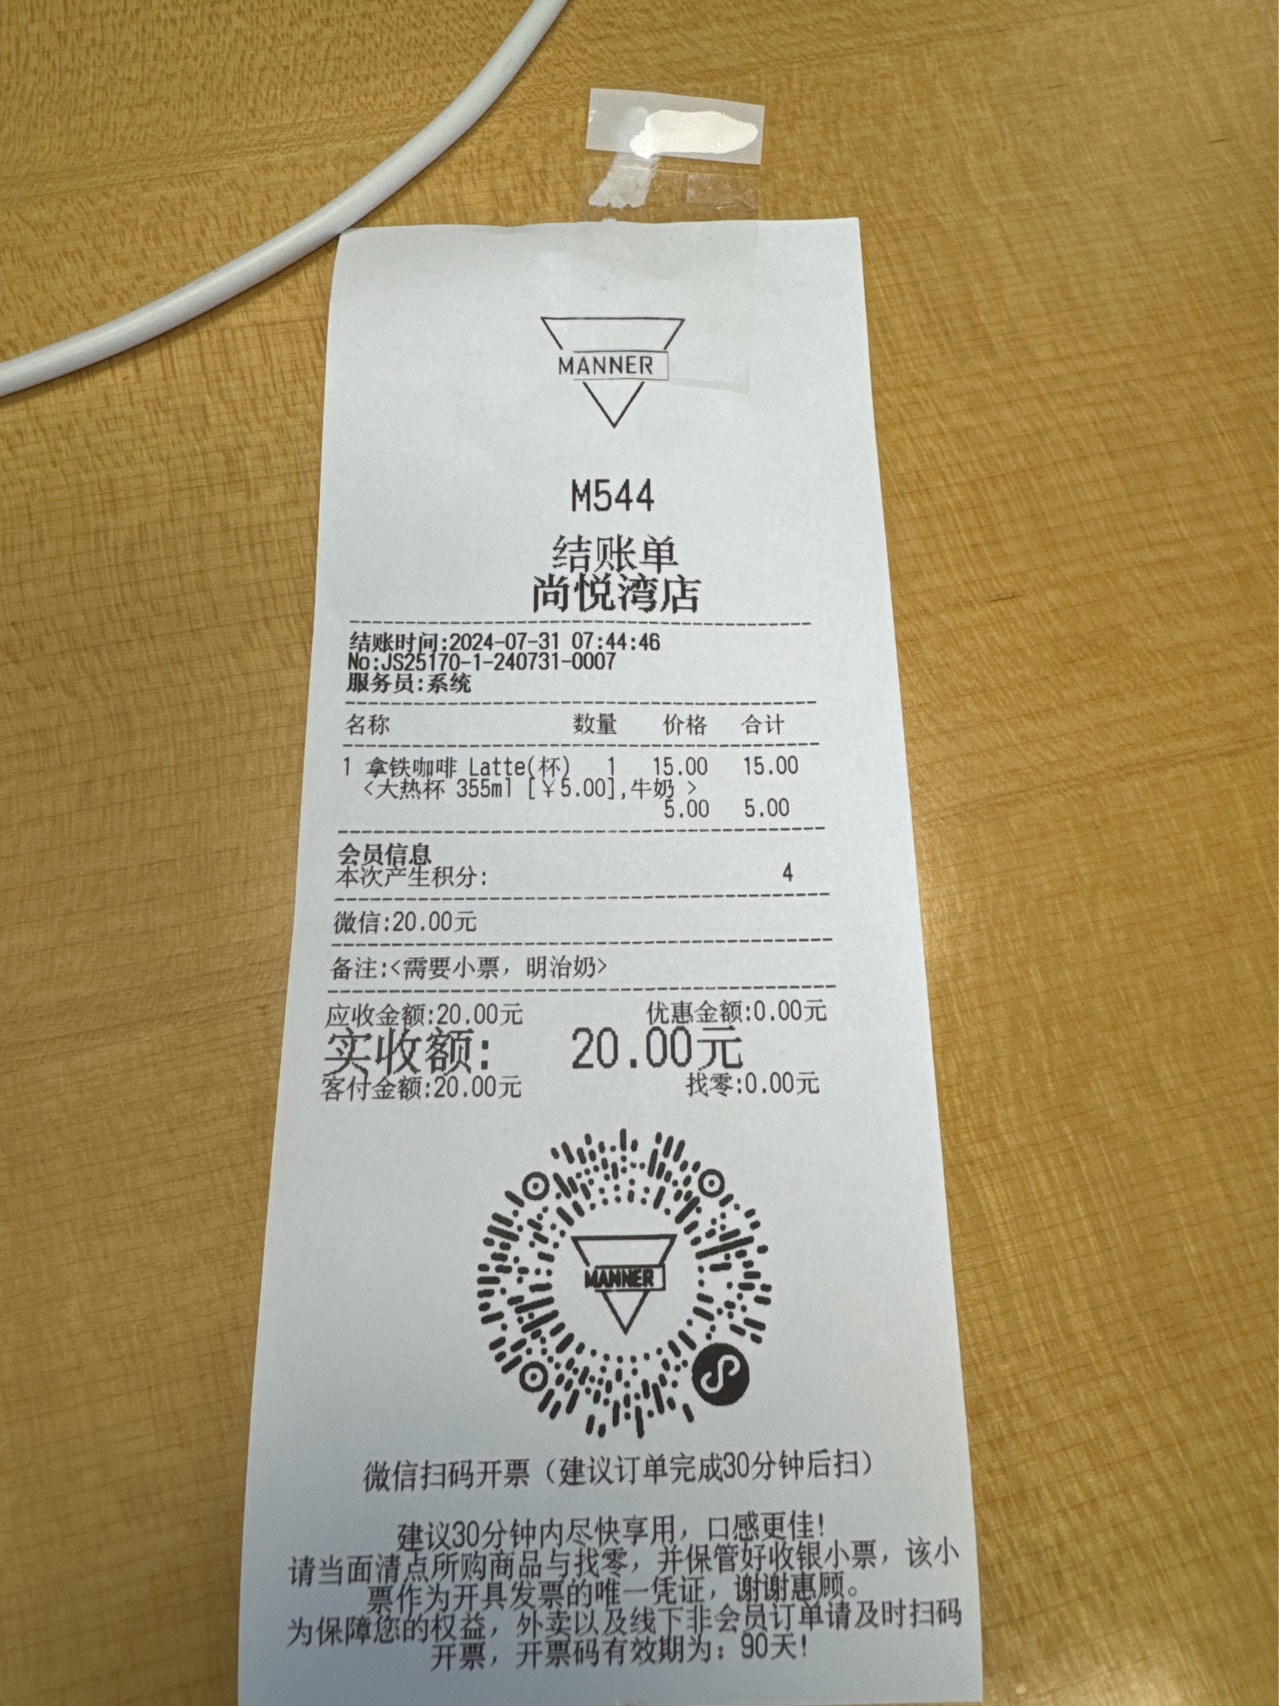 MANNER
M544
结账单
尚悦湾店
结账时间:2024-07-31 07:44:46
No:JS25170-1-240731-0007
服务员:系统
名称 数量 价格 合计
1 拿铁咖啡 Latte(杯) 1 15.00 15.00
<大热杯 355ml [￥5.00],牛奶 >
5.00 5.00
会员信息
本次产生积分: 4
微信:20.00元
备注:<需要小票，明治奶>
应收金额:20.00元 优惠金额:0.00元
实收额: 20.00元
客付金额:20.00元 找零:0.00元
MANNER
微信扫码开票（建议订单完成30分钟后扫）
建议30分钟内尽快享用，口感更佳!
请当面清点所购商品与找零，并保管好收银小票，该小
票作为开具发票的唯一凭证，谢谢惠顾。
为保障您的权益，外卖以及线下非会员订单请及时扫码
开票，开票码有效期为：90天!